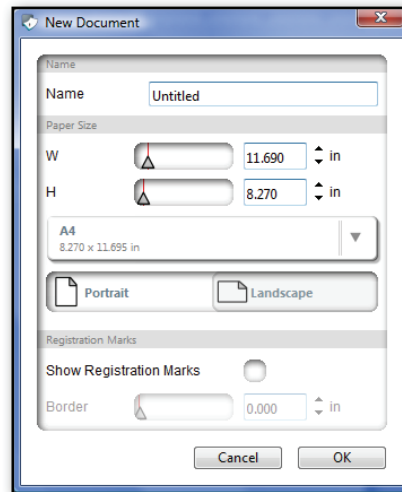 New Document
Name
Name Untitled
Paper Size
W 11.690 in
H 8.270 in
A4
8.270 x 11.695 in
Portrait Landscape
Registration Marks
Show Registration Marks
Border 0.000 in
Cancel OK